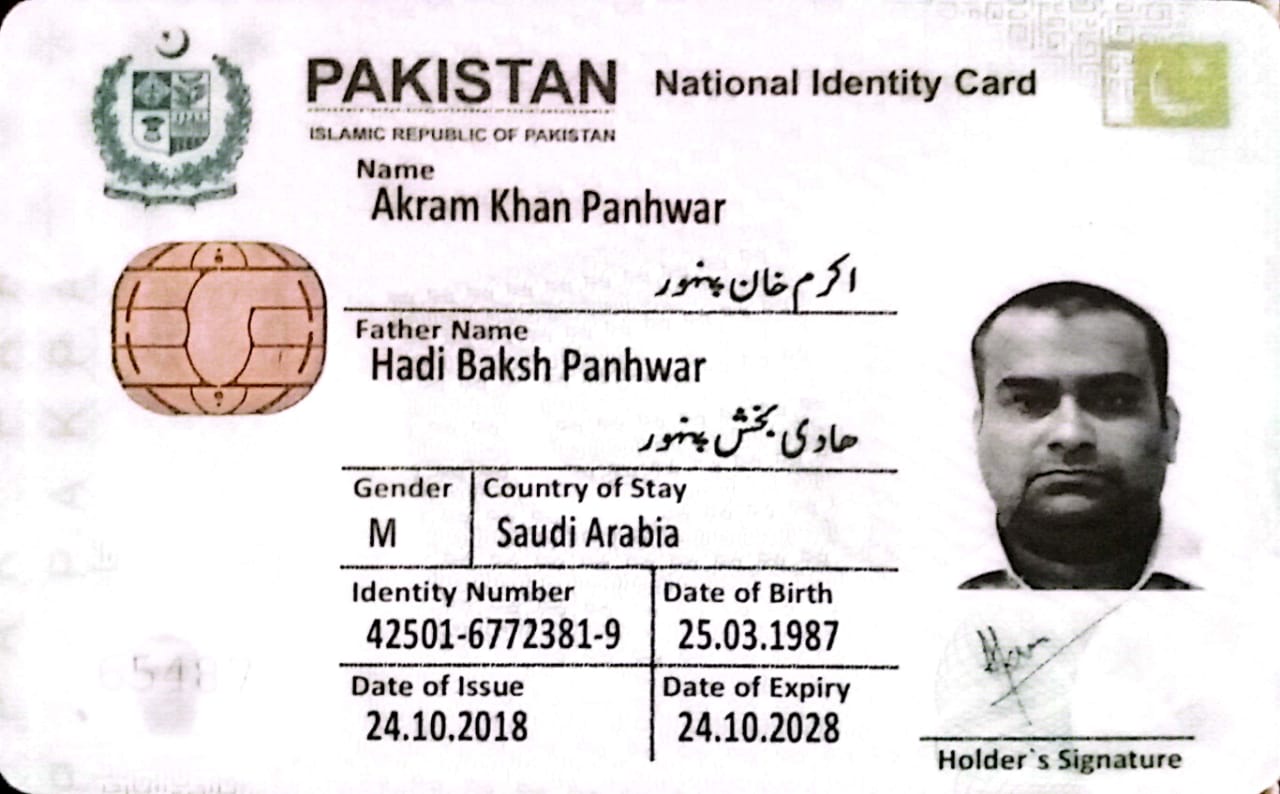 PAKISTAN National Identity Card
ISLAMIC REPUBLIC OF PAKISTAN
Name
Akram Khan Panhwar
اکرم خان پنہور
Father Name
Hadi Baksh Panhwar
ھادی بخش پنہور
Gender Country of Stay
M Saudi Arabia
Identity Number Date of Birth
42501-6772381-9 25.03.1987
Date of Issue Date of Expiry
24.10.2018 24.10.2028
Holder`s Signature